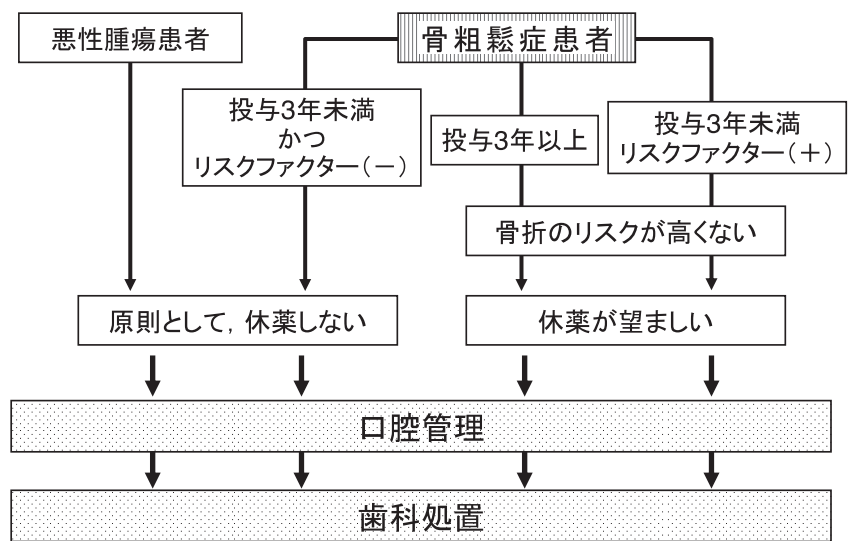 悪性腫瘍患者
骨粗鬆症患者
投与3年未満
かつ
リスクファクター(－)
投与3年以上
投与3年未満
リスクファクター(＋)
骨折のリスクが高くない
原則として，休薬しない
休薬が望ましい
口腔管理
歯科処置